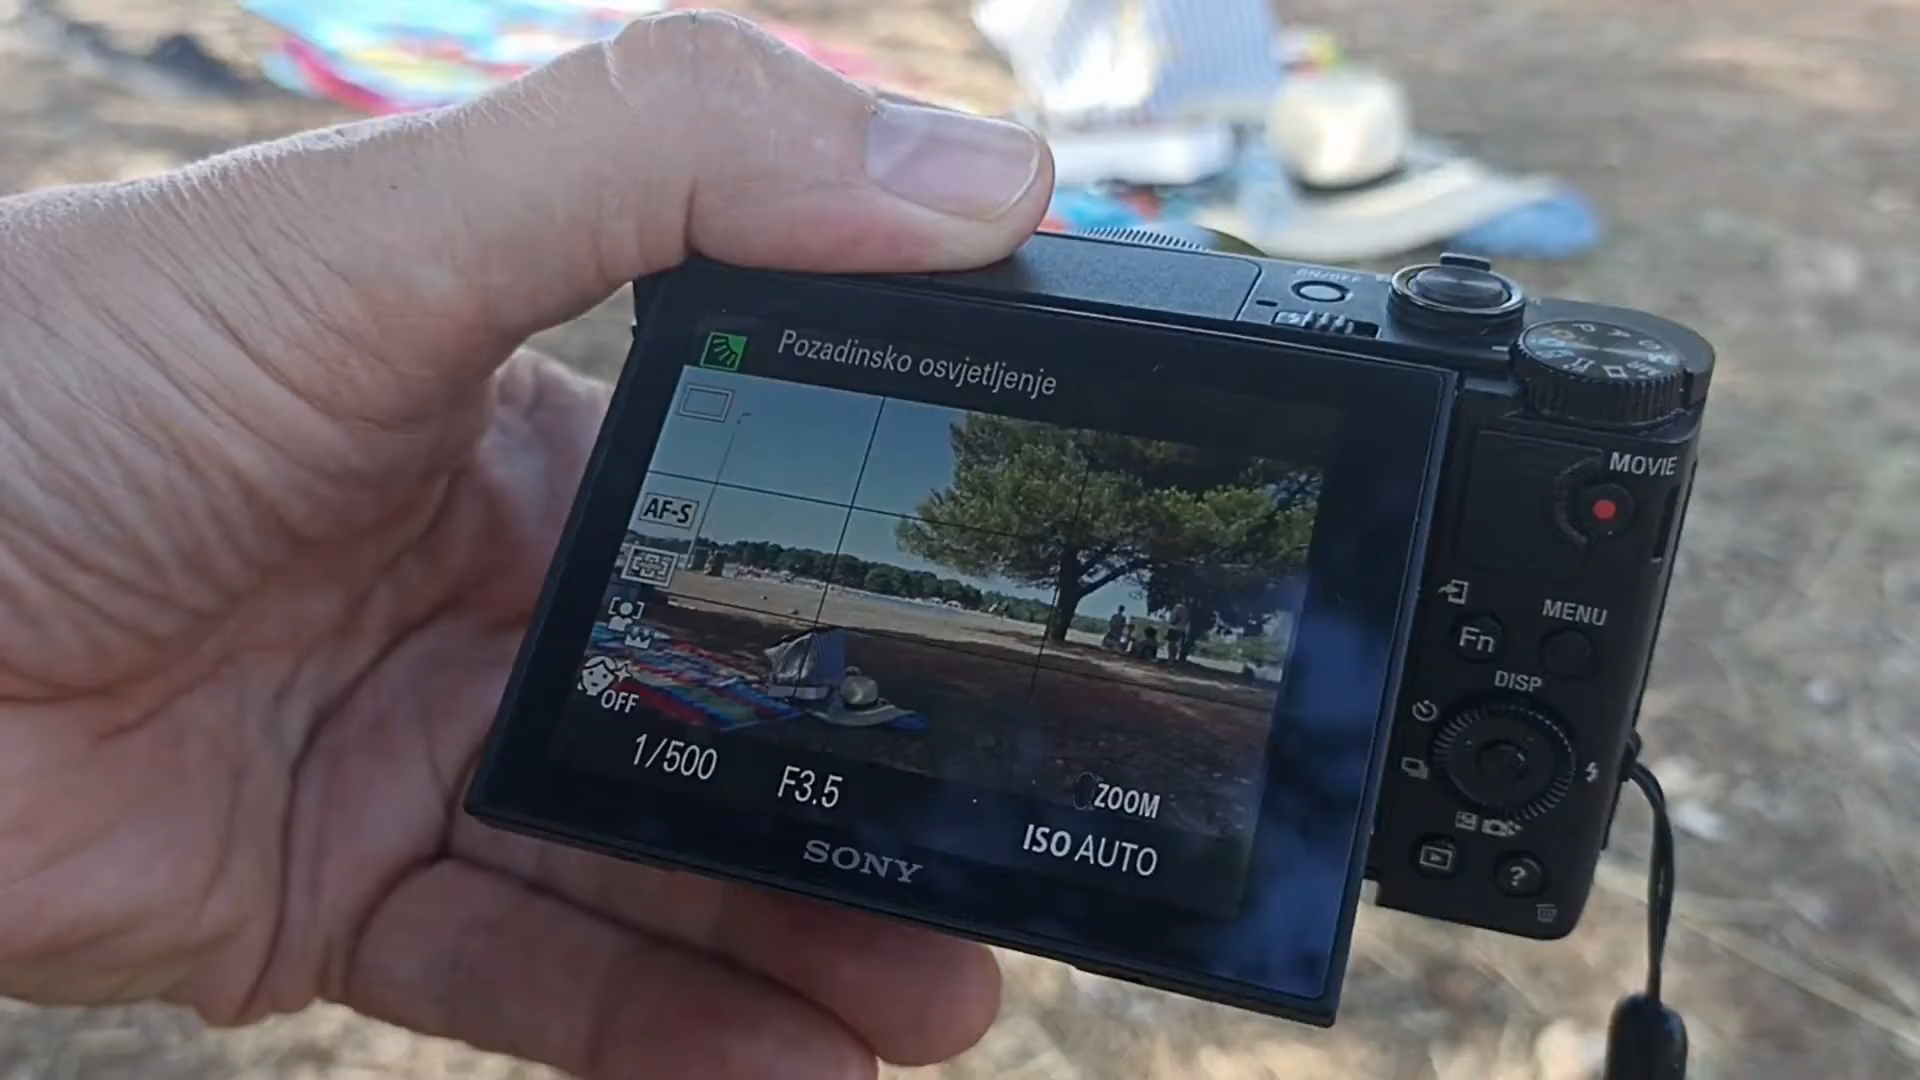 ON/OFF
Pozadinsko osvjetljenje
AF-S
OFF
1/500
F3.5
ZOOM
ISO AUTO
SONY
MOVIE
MENU
Fn
DISP
?